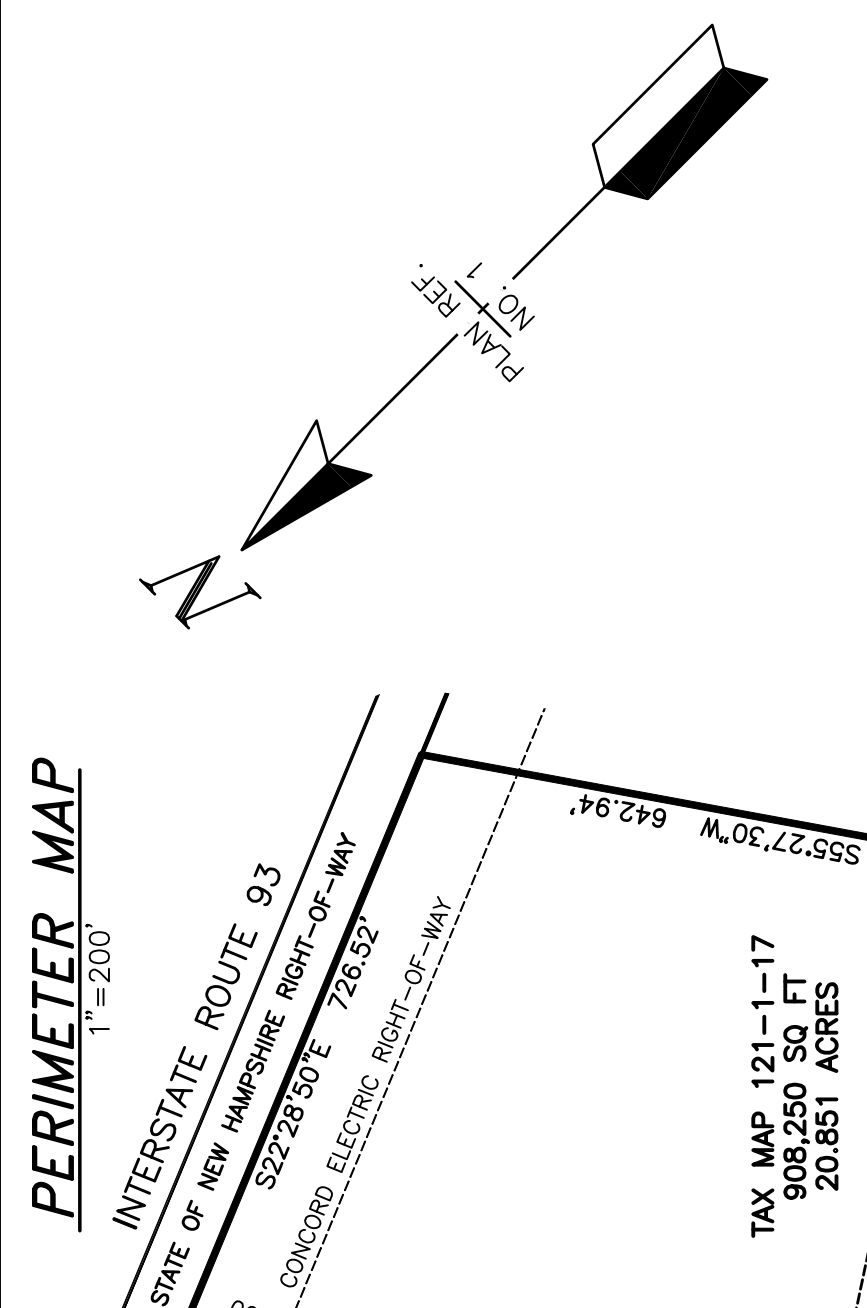 PERIMETER MAP
1"=200'
N
PLAN REF.
NO. 1
INTERSTATE ROUTE 93
STATE OF NEW HAMPSHIRE RIGHT-OF-WAY
S22°28'50"E 726.52'
CONCORD ELECTRIC RIGHT-OF-WAY
S55°27'30"W 642.94'
TAX MAP 121-1-17
908,250 SQ FT
20.851 ACRES